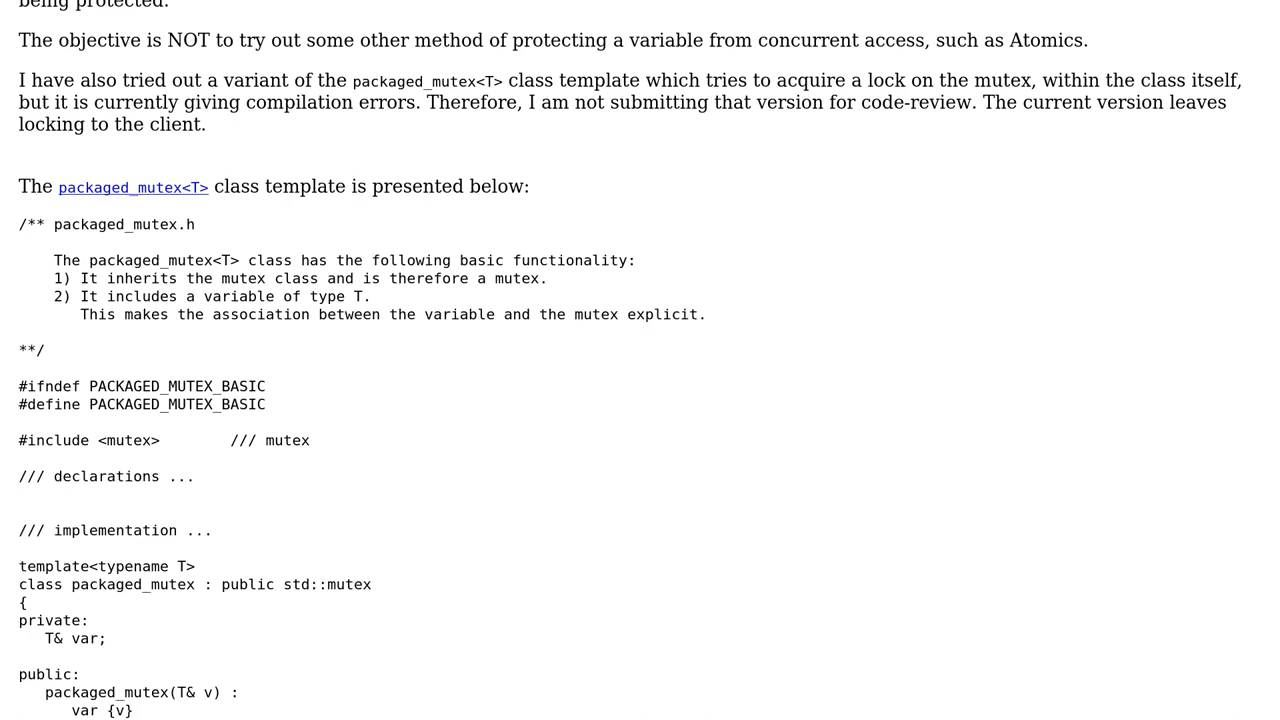 being protected.
The objective is NOT to try out some other method of protecting a variable from concurrent access, such as Atomics.
I have also tried out a variant of the packaged_mutex<T> class template which tries to acquire a lock on the mutex, within the class itself,
but it is currently giving compilation errors. Therefore, I am not submitting that version for code-review. The current version leaves
locking to the client.
The packaged_mutex<T> class template is presented below:
/** packaged_mutex.h
The packaged_mutex<T> class has the following basic functionality:
1) It inherits the mutex class and is therefore a mutex.
2) It includes a variable of type T.
This makes the association between the variable and the mutex explicit.
**/
#ifndef PACKAGED_MUTEX_BASIC
#define PACKAGED_MUTEX_BASIC
#include <mutex>        /// mutex
/// declarations ...
/// implementation ...
template<typename T>
class packaged_mutex : public std::mutex
{
private:
   T& var;
public:
   packaged_mutex(T& v) :
      var {v}